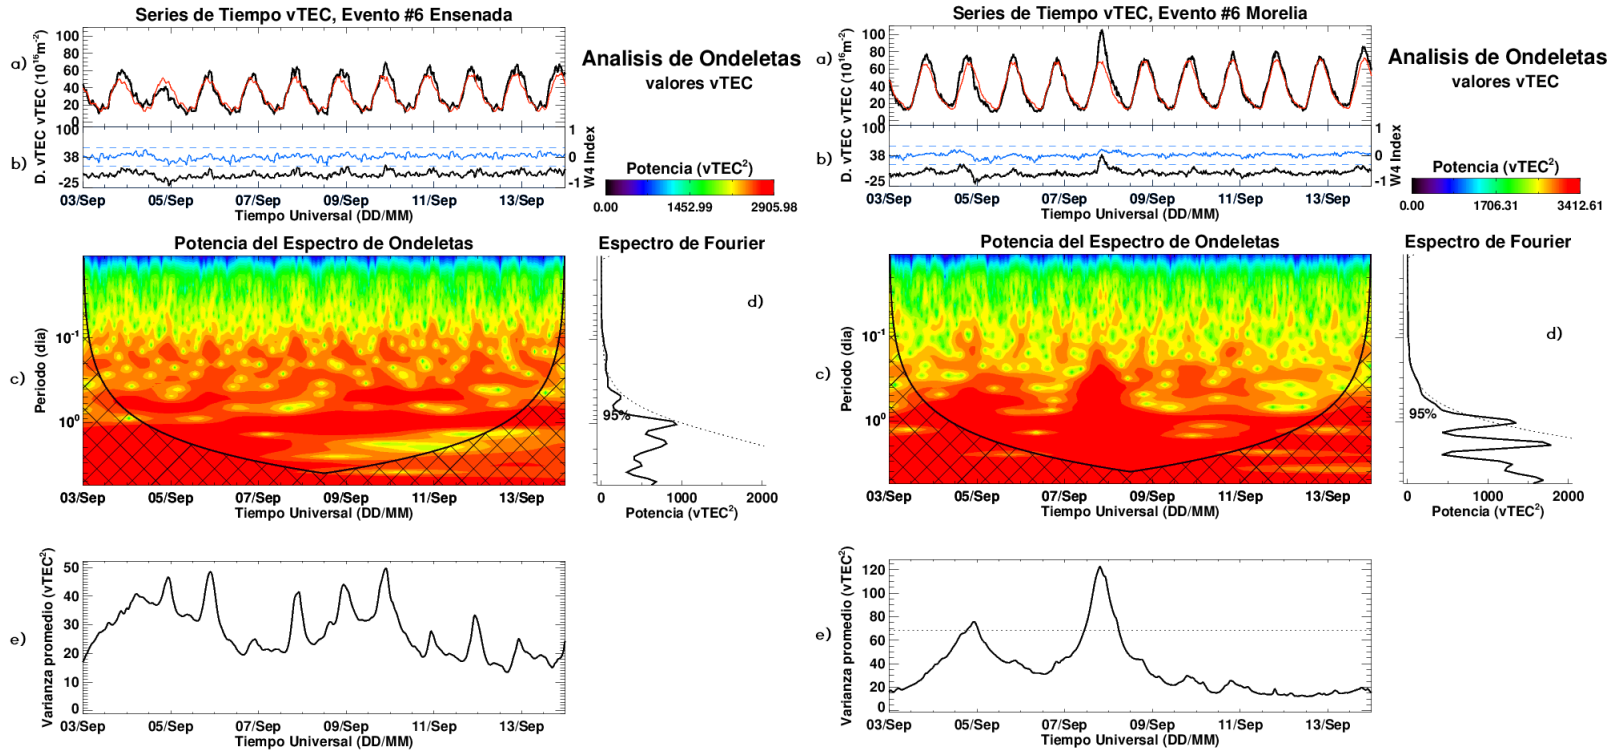 Series de Tiempo vTEC, Evento #6 Ensenada
a)
vTEC (10¹⁶m⁻²)
100
80
60
40
20
0
Analisis de Ondeletas
valores vTEC
b)
D. vTEC
100
38
-25
1
0
-1
W4 Index
03/Sep 05/Sep 07/Sep 09/Sep 11/Sep 13/Sep
Tiempo Universal (DD/MM)
Potencia (vTEC²)
0.00 1452.99 2905.98
Potencia del Espectro de Ondeletas
c)
Periodo (dia)
10⁻¹
10⁰
03/Sep 05/Sep 07/Sep 09/Sep 11/Sep 13/Sep
Tiempo Universal (DD/MM)
Espectro de Fourier
d)
95%
0 1000 2000
Potencia (vTEC²)
e)
Varianza promedio (vTEC²)
50
40
30
20
10
0
03/Sep 05/Sep 07/Sep 09/Sep 11/Sep 13/Sep
Tiempo Universal (DD/MM)
Series de Tiempo vTEC, Evento #6 Morelia
a)
vTEC (10¹⁶m⁻²)
100
80
60
40
20
0
Analisis de Ondeletas
valores vTEC
b)
D. vTEC
100
38
-25
1
0
-1
W4 Index
03/Sep 05/Sep 07/Sep 09/Sep 11/Sep 13/Sep
Tiempo Universal (DD/MM)
Potencia (vTEC²)
0.00 1706.31 3412.61
Potencia del Espectro de Ondeletas
c)
Periodo (dia)
10⁻¹
10⁰
03/Sep 05/Sep 07/Sep 09/Sep 11/Sep 13/Sep
Tiempo Universal (DD/MM)
Espectro de Fourier
d)
95%
0 1000 2000
Potencia (vTEC²)
e)
Varianza promedio (vTEC²)
120
100
80
60
40
20
0
03/Sep 05/Sep 07/Sep 09/Sep 11/Sep 13/Sep
Tiempo Universal (DD/MM)